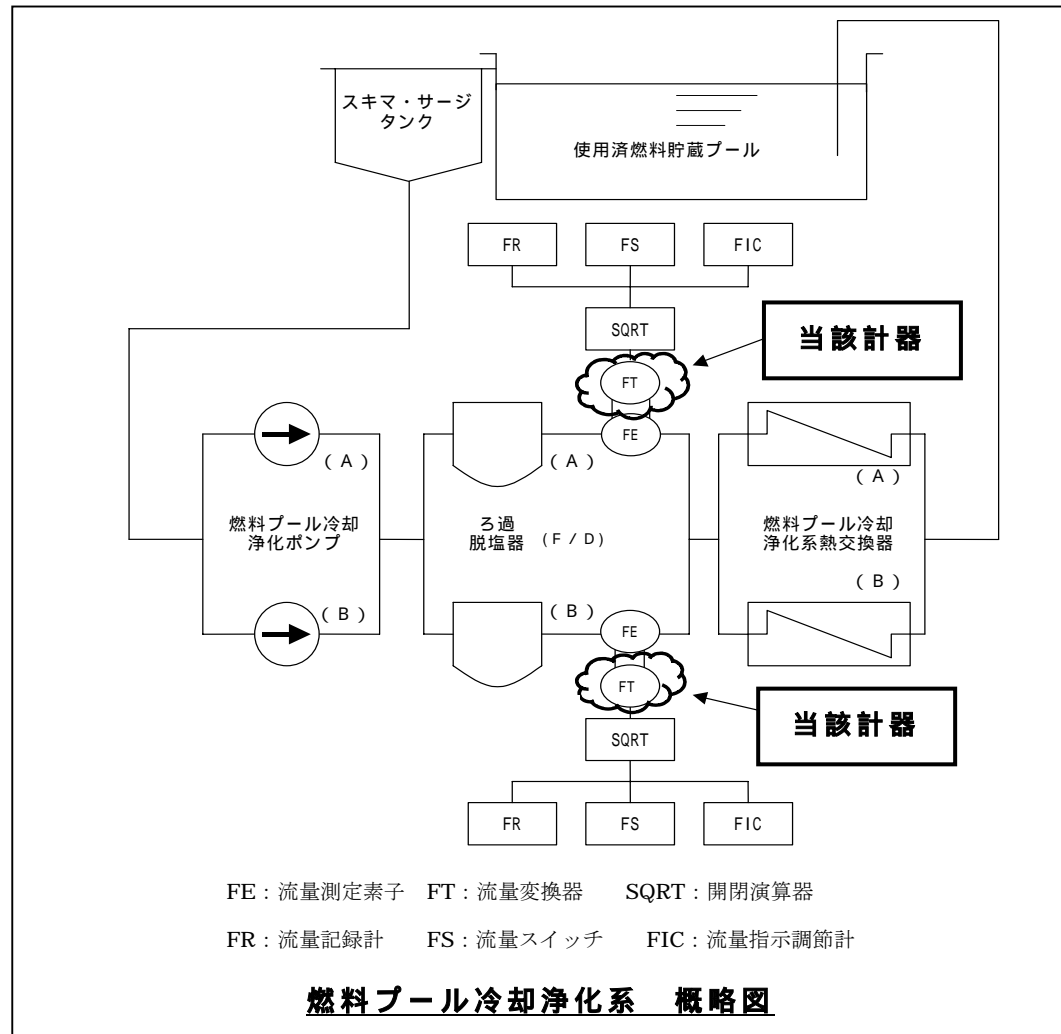 スキマ・サージ
タンク
使用済燃料貯蔵プール
FR
FS
FIC
SQRT
当該計器
FT
FE
(A)
(A)
(A)
燃料プール冷却
浄化ポンプ
ろ過
脱塩器 (F/D)
燃料プール冷却
浄化系熱交換器
(B)
(B)
(B)
FE
FT
当該計器
SQRT
FR
FS
FIC
FE:流量測定素子 FT:流量変換器 SQRT:開閉演算器
FR:流量記録計 FS:流量スイッチ FIC:流量指示調節計
燃料プール冷却浄化系 概略図